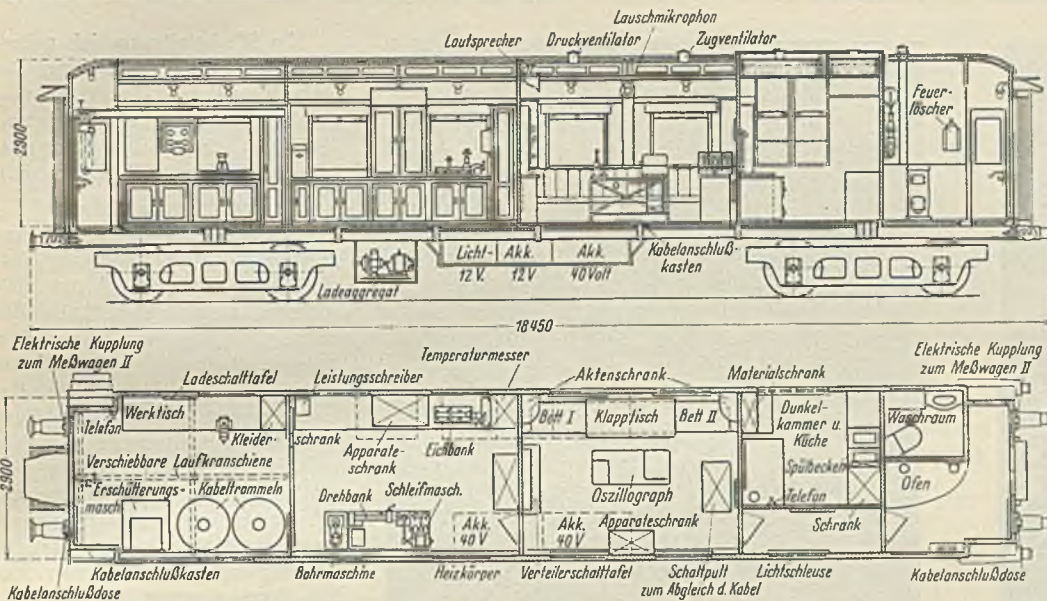 Lauschmikrophon
Lautsprecher
Druckventilator
Zugventilator
Feuer-
löscher
2900
Licht-
12 V.
Akk.
12 V
Akk.
40 Volt
Kabelanschluß
kasten
Ladeaggregat
18450
Elektrische Kupplung
zum Meßwagen II
Ladeschalttafel
Leistungsschreiber
Temperaturmesser
Aktenschrank
Materialschrank
Elektrische Kupplung
zum Meßwagen II
Telefon
Werktisch
Kleider-
schrank
Apparate-
schrank
Eichbank
Bett I
Klapptisch
Bett II
Dunkel-
kammer u.
Küche
Waschraum
Verschiebbare Laufkranschiene
Spülbecken
2900
Erschütterungs-
masch.
Kabeltrommeln
Drehbank
Schleifmasch.
Oszillograph
Telefon
Ofen
Akk.
40 V
Akk.
40 V
Apparateschrank
Schrank
Kabelanschlußkasten
Bohrmaschine
Heizkörper
Verteilerschalttafel
Schaltpult
zum Abgleich d. Kabel
Lichtschleuse
Kabelanschlußdose
Kabelanschlußdose